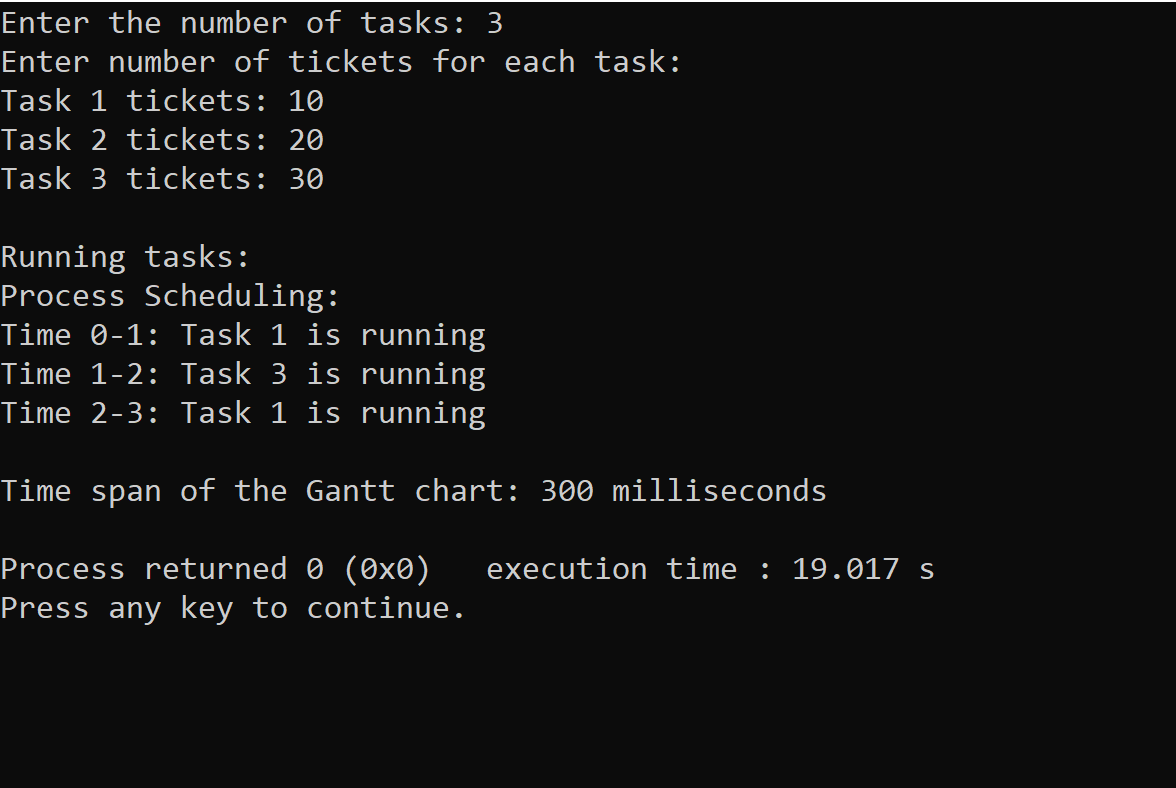 Enter the number of tasks: 3
Enter number of tickets for each task:
Task 1 tickets: 10
Task 2 tickets: 20
Task 3 tickets: 30
Running tasks:
Process Scheduling:
Time 0-1: Task 1 is running
Time 1-2: Task 3 is running
Time 2-3: Task 1 is running
Time span of the Gantt chart: 300 milliseconds
Process returned 0 (0x0)   execution time : 19.017 s
Press any key to continue.